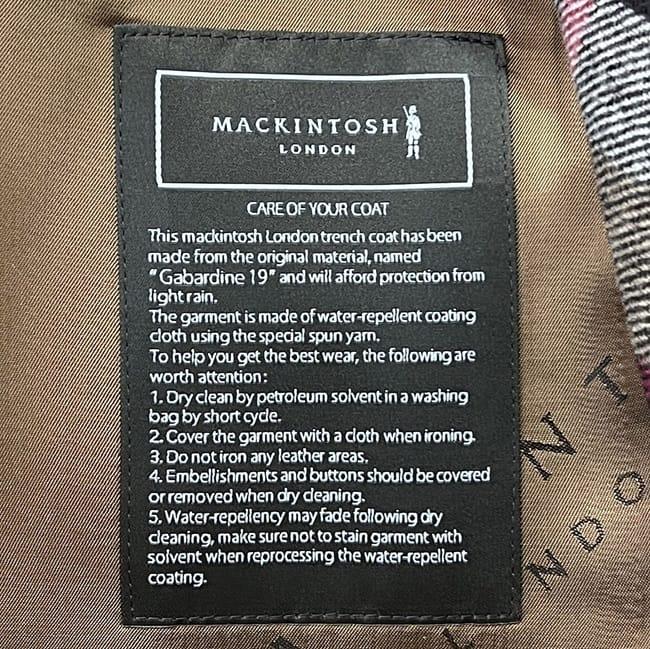 MACKINTOSH
LONDON
CARE OF YOUR COAT
This mackintosh London trench coat has been
made from the original material, named
"Gabardine 19" and will afford protection from
light rain.
The garment is made of water-repellent coating
cloth using the special spun yarn.
To help you get the best wear, the following are
worth attention:
1. Dry clean by petroleum solvent in a washing
bag by short cycle.
2. Cover the garment with a cloth when ironing.
3. Do not iron any leather areas.
4. Embellishments and buttons should be covered
or removed when dry cleaning.
5. Water-repellency may fade following dry
cleaning, make sure not to stain garment with
solvent when reprocessing the water-repellent
coating.
N T
N D O